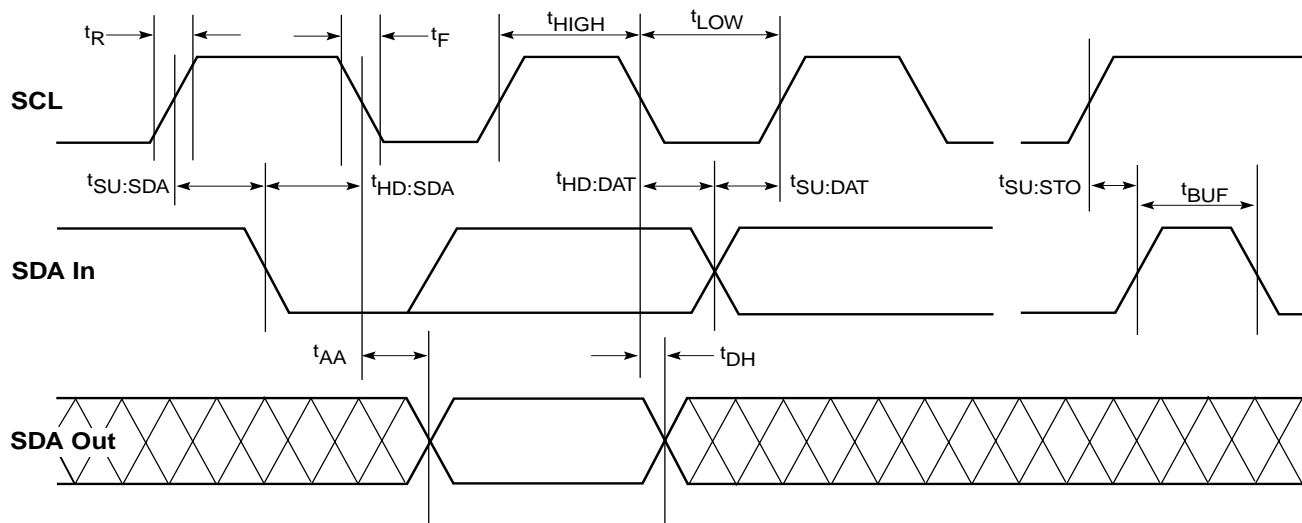 tR
tF
tHIGH
tLOW
SCL
tSU:SDA
tHD:SDA
tHD:DAT
tSU:DAT
tSU:STO
tBUF
SDA In
tAA
tDH
SDA Out